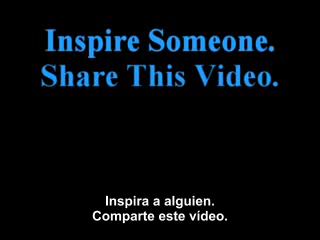 Inspire Someone.
Share This Video.
Inspira a alguien.
Comparte este vídeo.